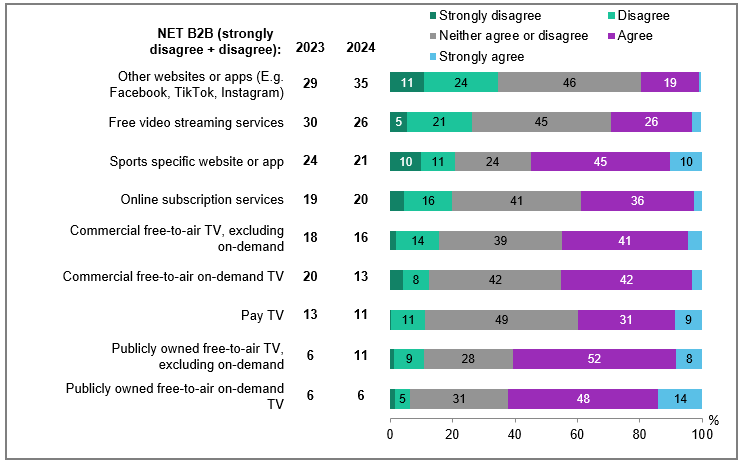 NET B2B (strongly
disagree + disagree): 2023 2024
Strongly disagree Disagree
Neither agree or disagree Agree
Strongly agree
Other websites or apps (E.g.
Facebook, TikTok, Instagram) 29 35 11 24 46 19
Free video streaming services 30 26 5 21 45 26
Sports specific website or app 24 21 10 11 24 45 10
Online subscription services 19 20 16 41 36
Commercial free-to-air TV, excluding
on-demand 18 16 14 39 41
Commercial free-to-air on-demand TV 20 13 8 42 42
Pay TV 13 11 11 49 31 9
Publicly owned free-to-air TV,
excluding on-demand 6 11 9 28 52 8
Publicly owned free-to-air on-demand
TV 6 6 5 31 48 14
%
0 20 40 60 80 100